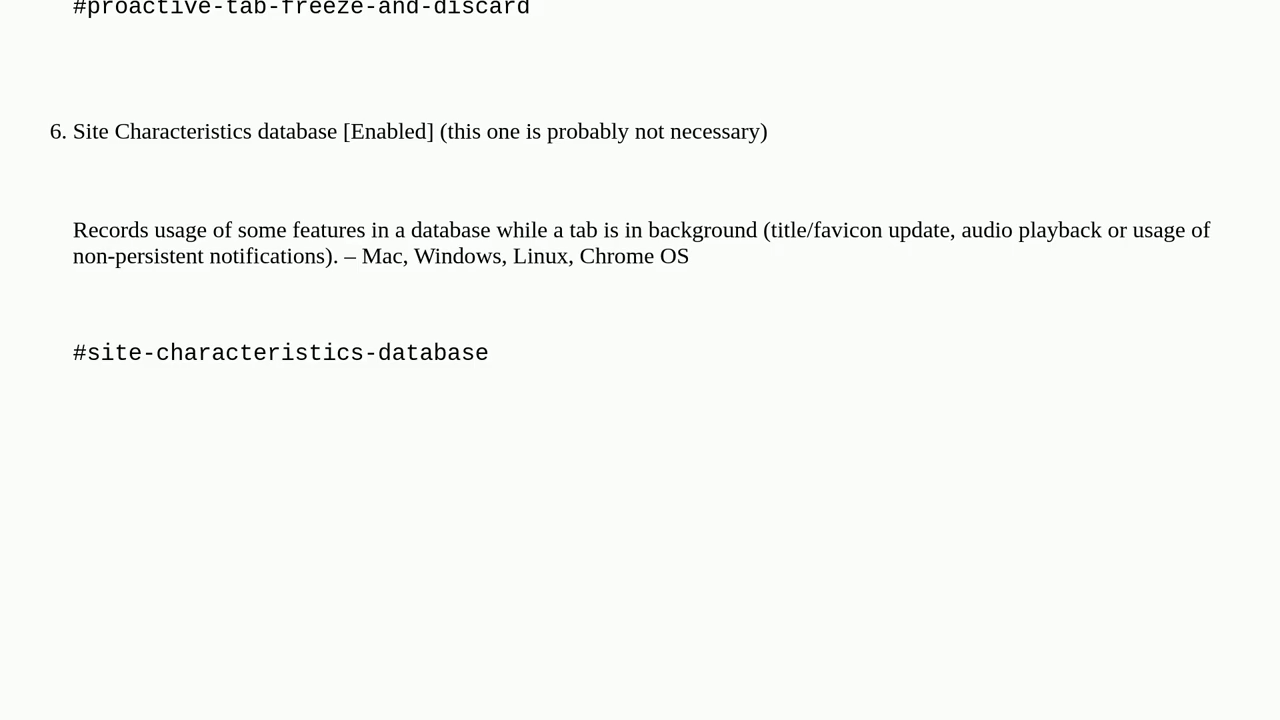 #proactive-tab-freeze-and-discard
6. Site Characteristics database [Enabled] (this one is probably not necessary)
Records usage of some features in a database while a tab is in background (title/favicon update, audio playback or usage of
non-persistent notifications). – Mac, Windows, Linux, Chrome OS
#site-characteristics-database